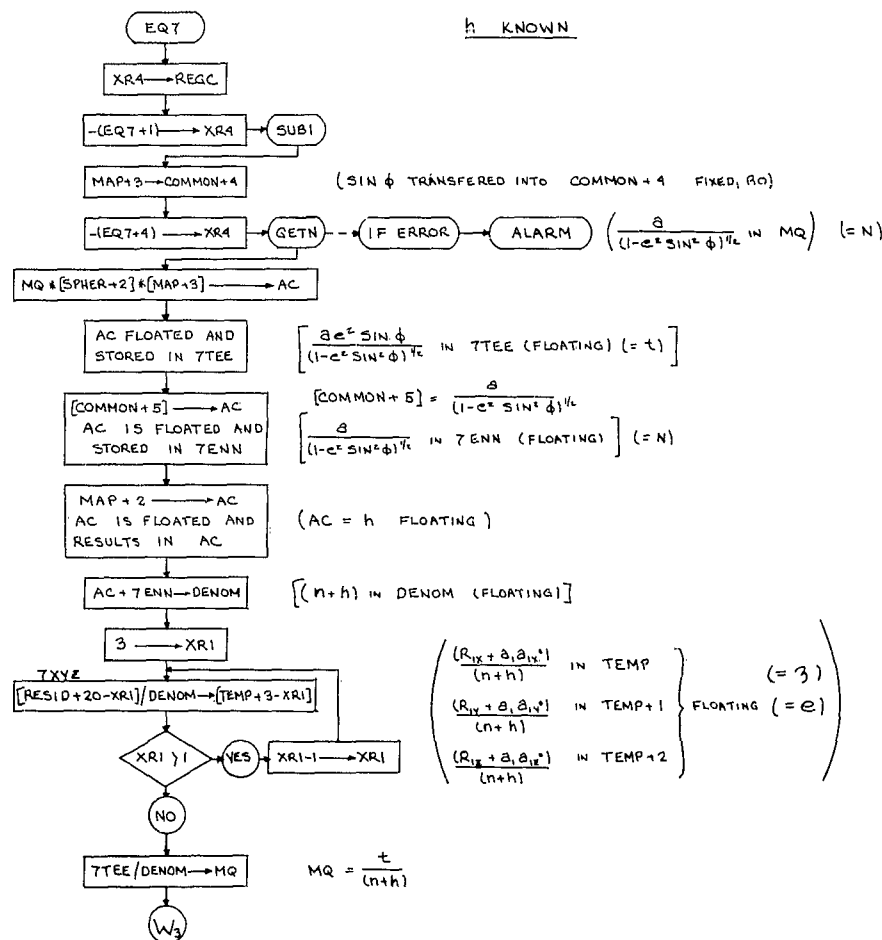 EQ7
h KNOWN
XR4→REGC
-(EQ7+1)→XR4
SUB1
MAP+3→COMMON+4
(SIN φ TRANSFERED INTO COMMON+4 FIXED, B0)
-(EQ7+4)→XR4
GETN
IF ERROR
ALARM
(a/(1-e² SIN² φ)^1/2 IN MQ) (=N)
MQ*[SPHER+2]*[MAP+3]→AC
AC FLOATED AND
STORED IN 7TEE
[ae² SIN φ/(1-e² SIN² φ)^1/2 IN 7TEE (FLOATING) (=t)]
[COMMON+5]→AC
AC IS FLOATED AND
STORED IN 7ENN
[COMMON+5] = a/(1-e² SIN² φ)^1/2
[a/(1-e² SIN² φ)^1/2 IN 7ENN (FLOATING)] (=N)
MAP+2→AC
AC IS FLOATED AND
RESULTS IN AC
(AC = h FLOATING)
AC+7ENN→DENOM
[(n+h) IN DENOM (FLOATING)]
3→XR1
7XYZ
[RESID+20-XR1]/DENOM→[TEMP+3-XR1]
(R₁ₓ + a₁a₁ₓ°)/(n+h) IN TEMP
(=3)
(R₁Y + a₁a₁Y°)/(n+h) IN TEMP+1
FLOATING (=e)
(R₁Z + a₁a₁Z°)/(n+h) IN TEMP+2
XR1 > 1
YES
XR1-1→XR1
NO
7TEE/DENOM→MQ
MQ = t/(n+h)
W₃